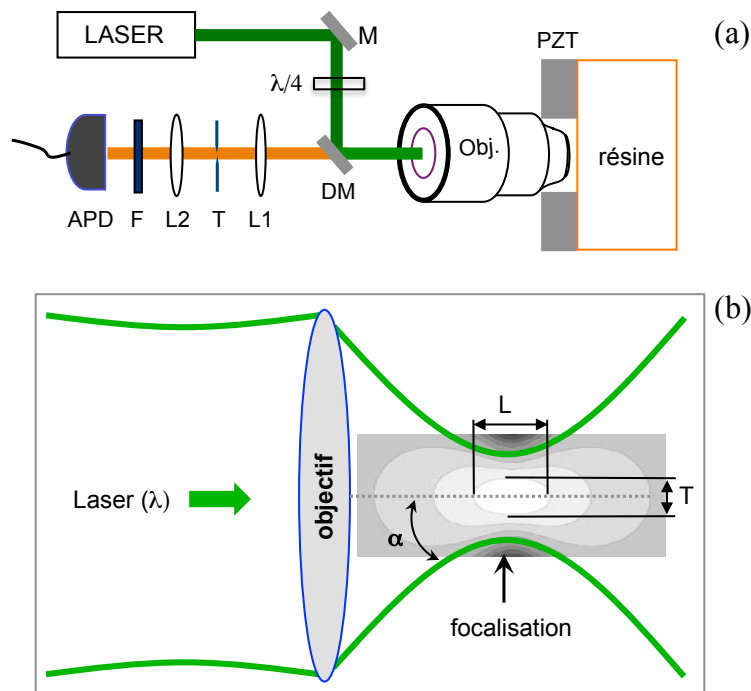 (a)
LASER
M
PZT
λ/4
Obj.
résine
DM
APD F L2 T L1
(b)
L
Laser (λ)
objectif
T
α
focalisation